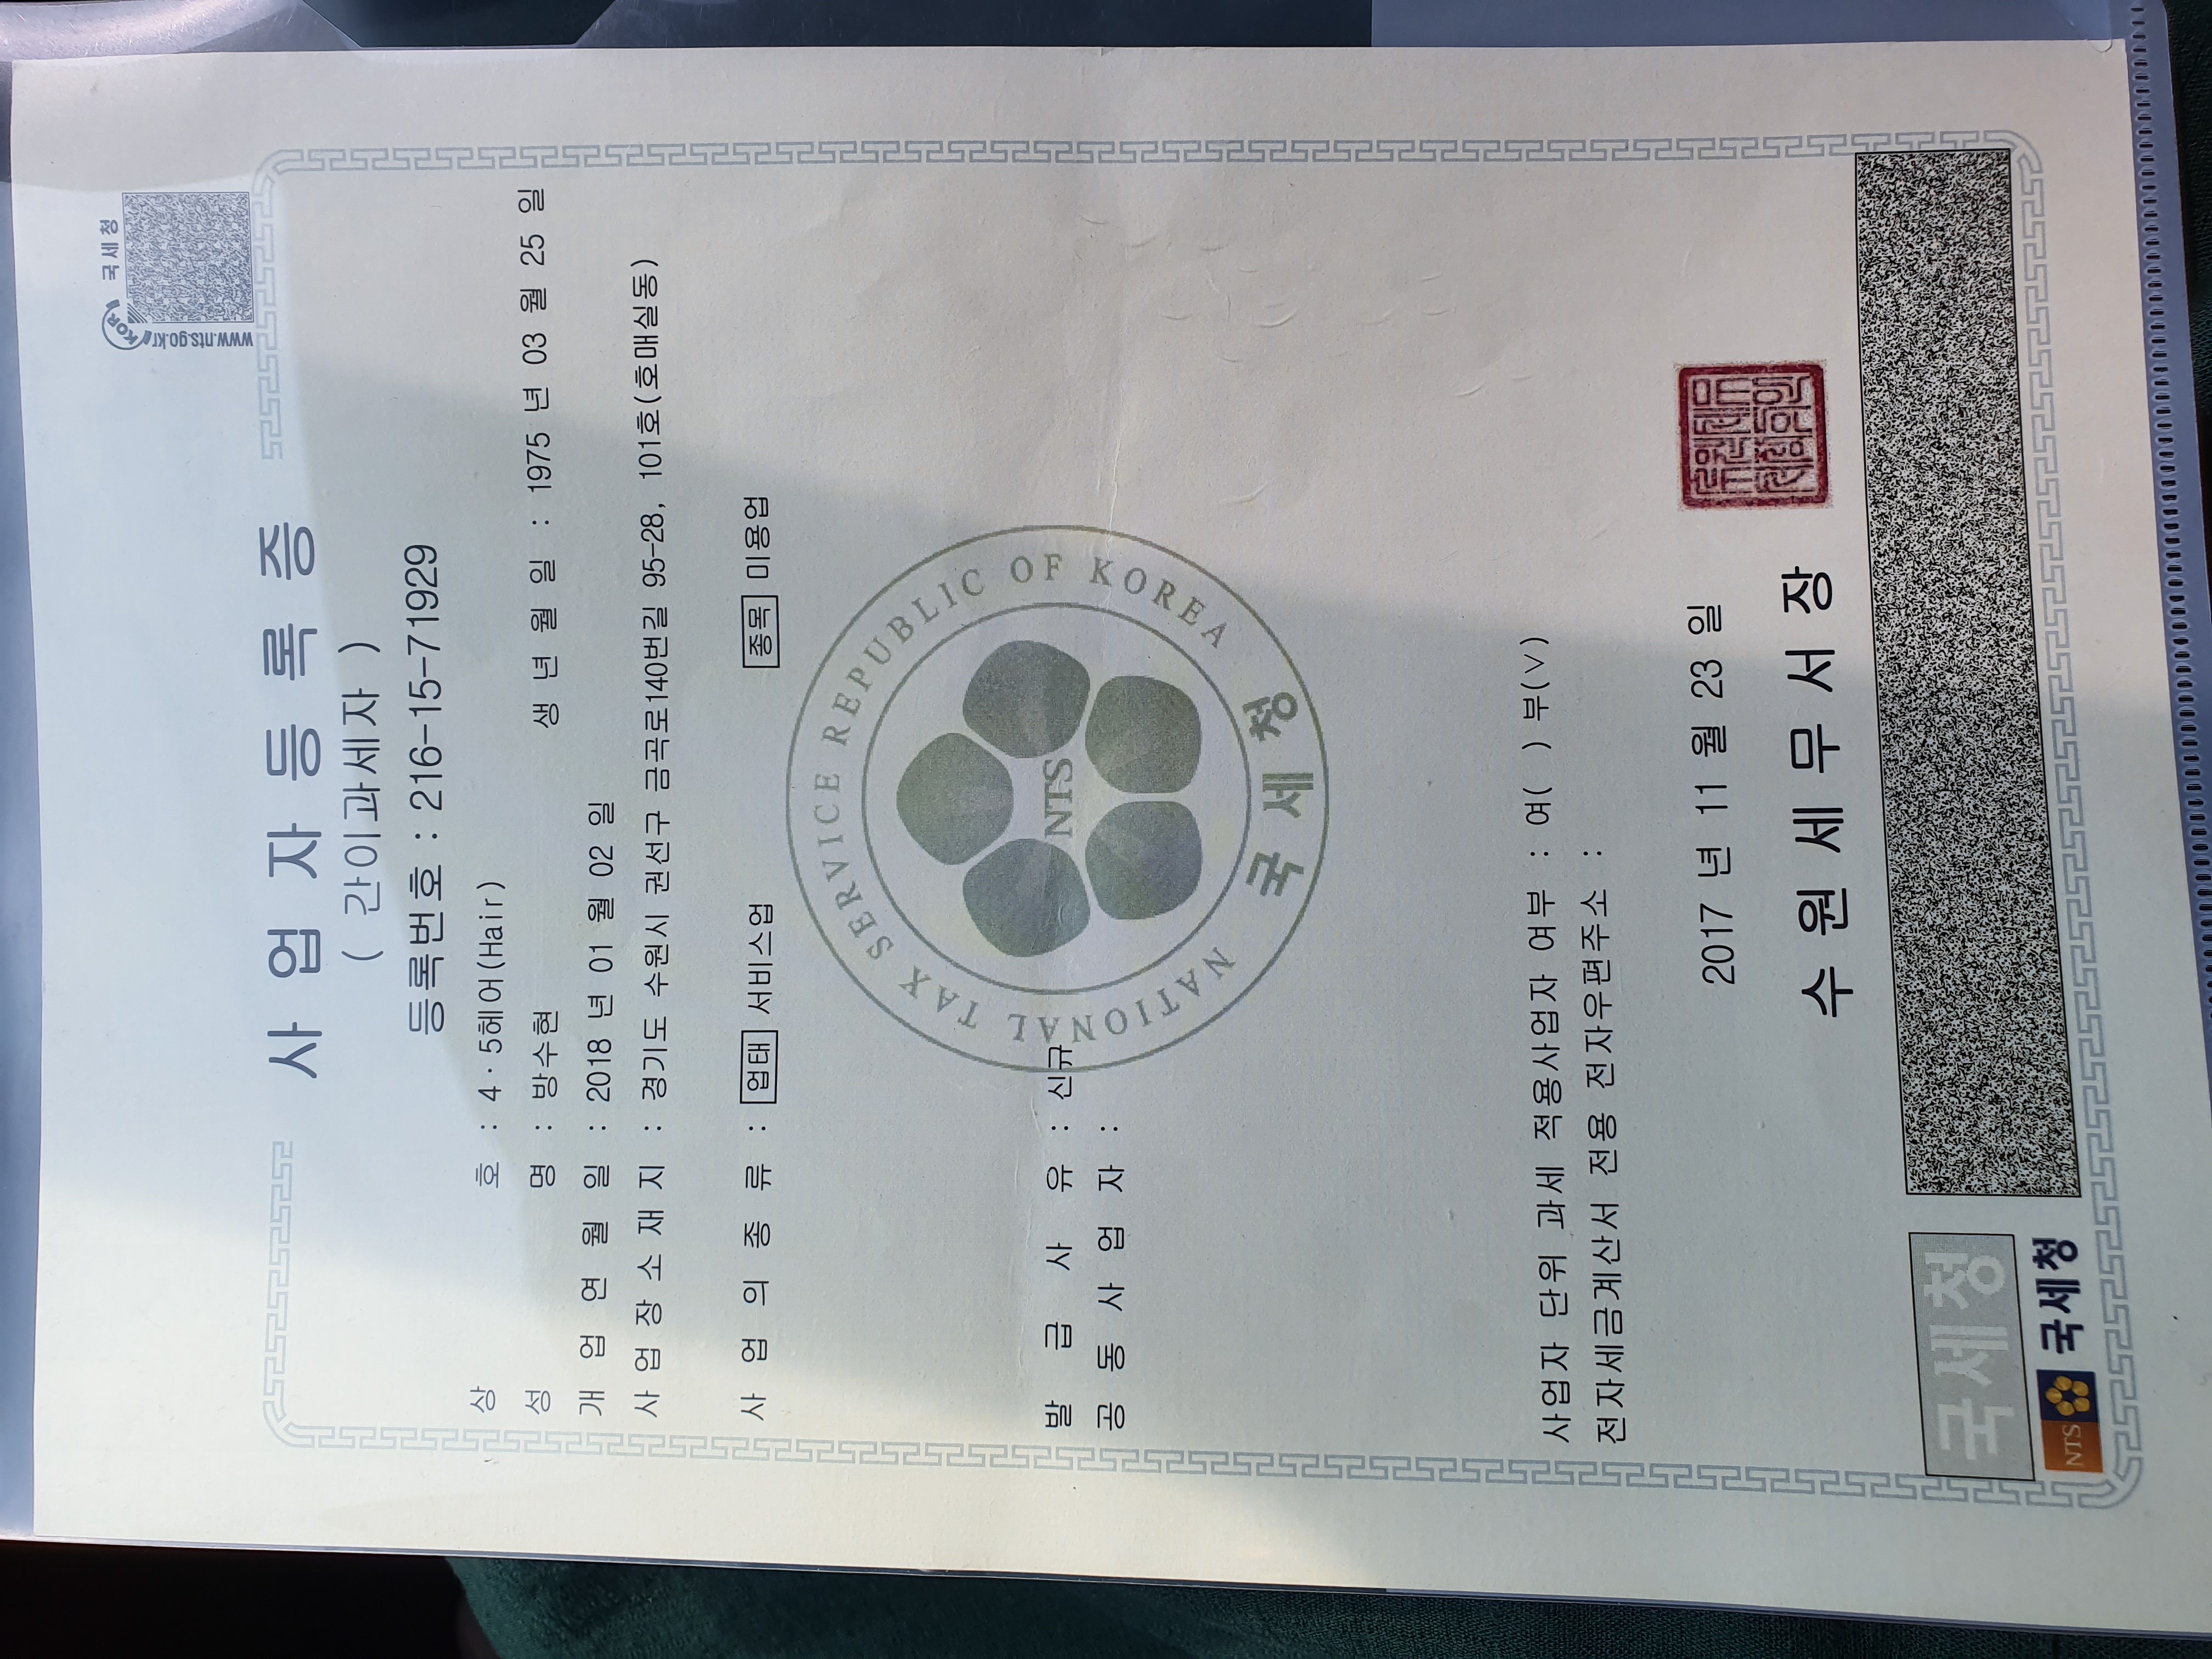 국세청
KOR
www.nts.go.kr
사업자등록증
( 간이과세자 )
등록번호 : 216-15-71929
상 호 : 4·5헤어(Hair)
성 명 : 방수현 생 년 월 일 : 1975 년 03 월 25 일
개 업 연 월 일 : 2018 년 01 월 02 일
사 업 장 소 재 지 : 경기도 수원시 권선구 금곡로140번길 95-28, 101호(호매실동)
사 업 의 종 류 : 업태 서비스업 종목 미용업
NATIONAL TAX SERVICE REPUBLIC OF KOREA
NTS
국세청
발 급 사 유 : 신규
공 동 사 업 자 :
사업자 단위 과세 적용사업자 여부 : 여( ) 부(∨)
전자세금계산서 전용 전자우편주소 :
2017 년 11 월 23 일
수 원 세 무 서 장
국세청
NTS 국세청